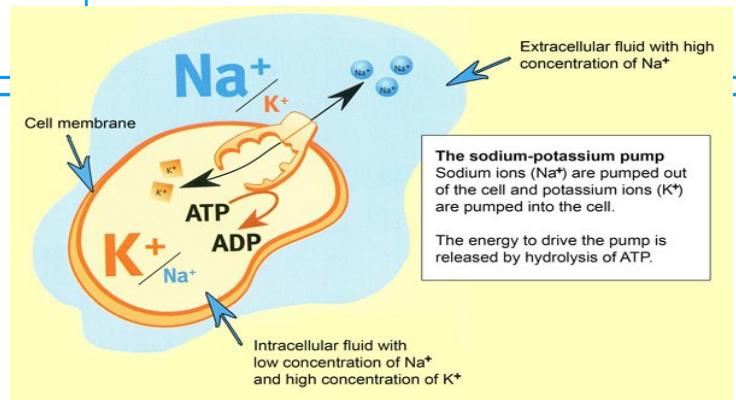 Na+
/
K+
Na+
Na+
Na+
Extracellular fluid with high
concentration of Na+
Cell membrane
K+
K+
ATP
ADP
K+
/
Na+
The sodium-potassium pump
Sodium ions (Na+) are pumped out
of the cell and potassium ions (K+)
are pumped into the cell.
The energy to drive the pump is
released by hydrolysis of ATP.
Intracellular fluid with
low concentration of Na+
and high concentration of K+